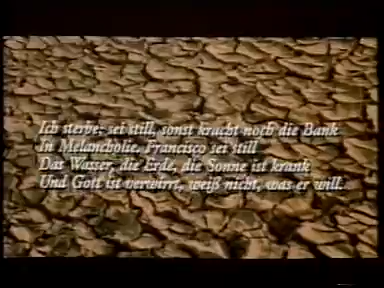 Ich sterbe, sei still, sonst kracht noch die Bank
In Melancholie. Francisco sei still
Das Wasser, die Erde, die Sonne ist krank
Und Gott ist verwirrt, weiß nicht, was er will.